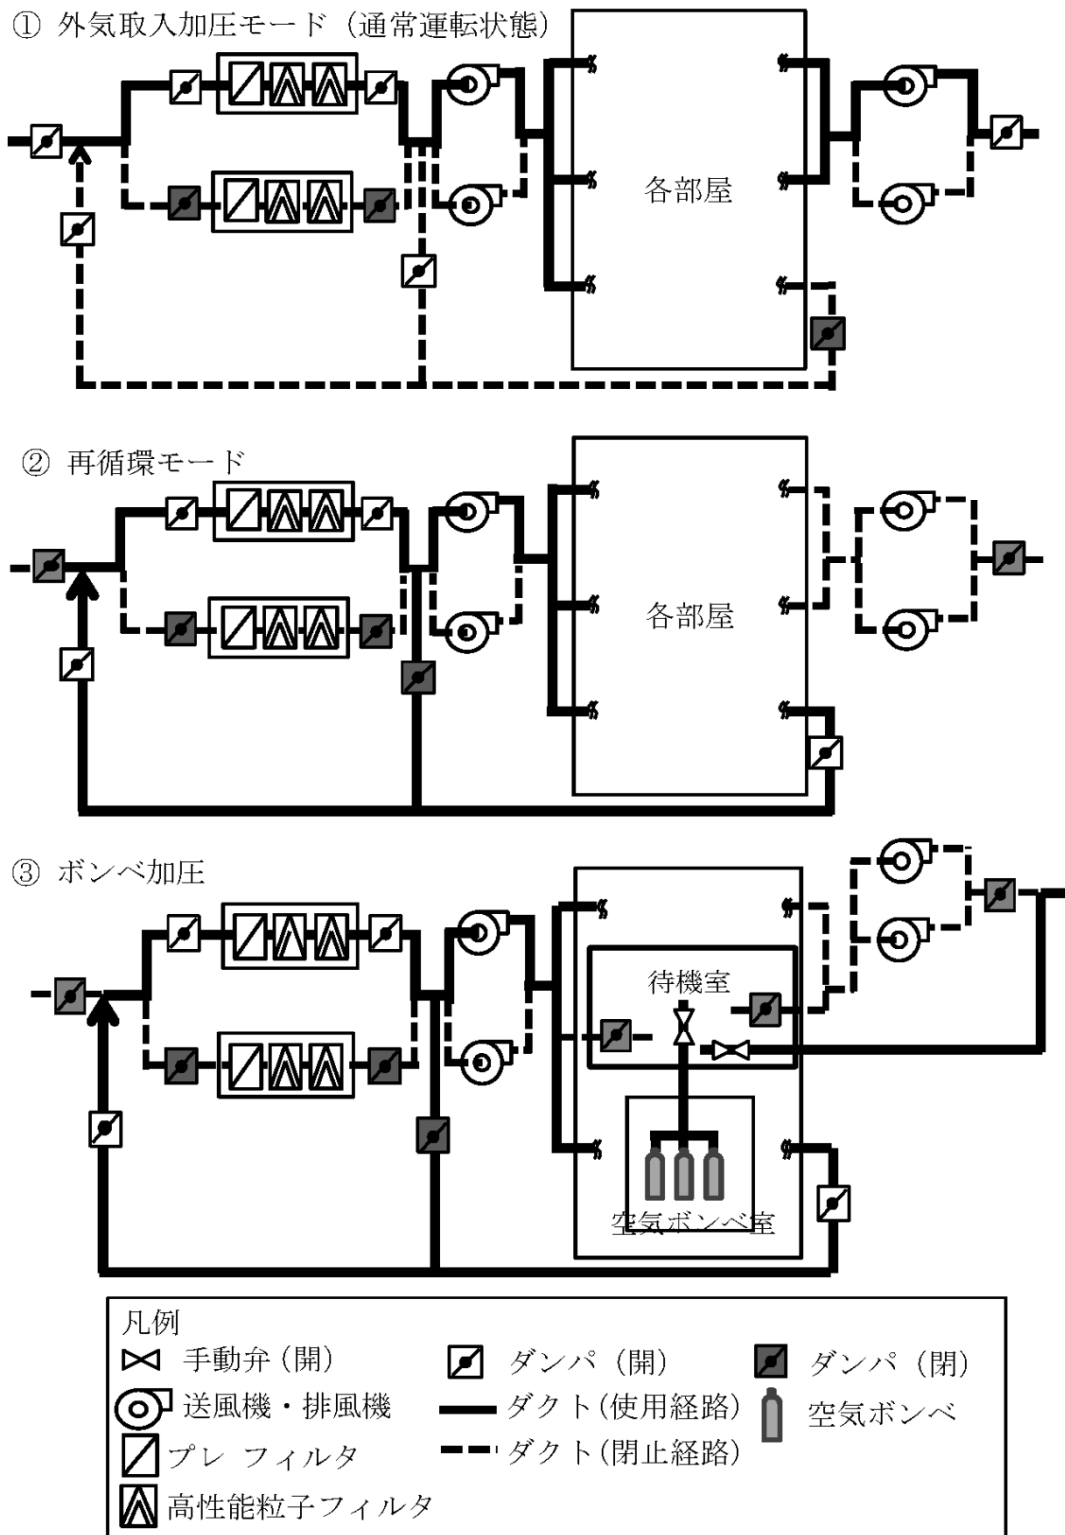 ① 外気取入加圧モード（通常運転状態）
各部屋
② 再循環モード
各部屋
③ ボンベ加圧
待機室
空気ボンベ室
凡例
手動弁（開）
ダンパ（開）
ダンパ（閉）
送風機・排風機
ダクト（使用経路）
空気ボンベ
プレ フィルタ
ダクト（閉止経路）
高性能粒子フィルタ